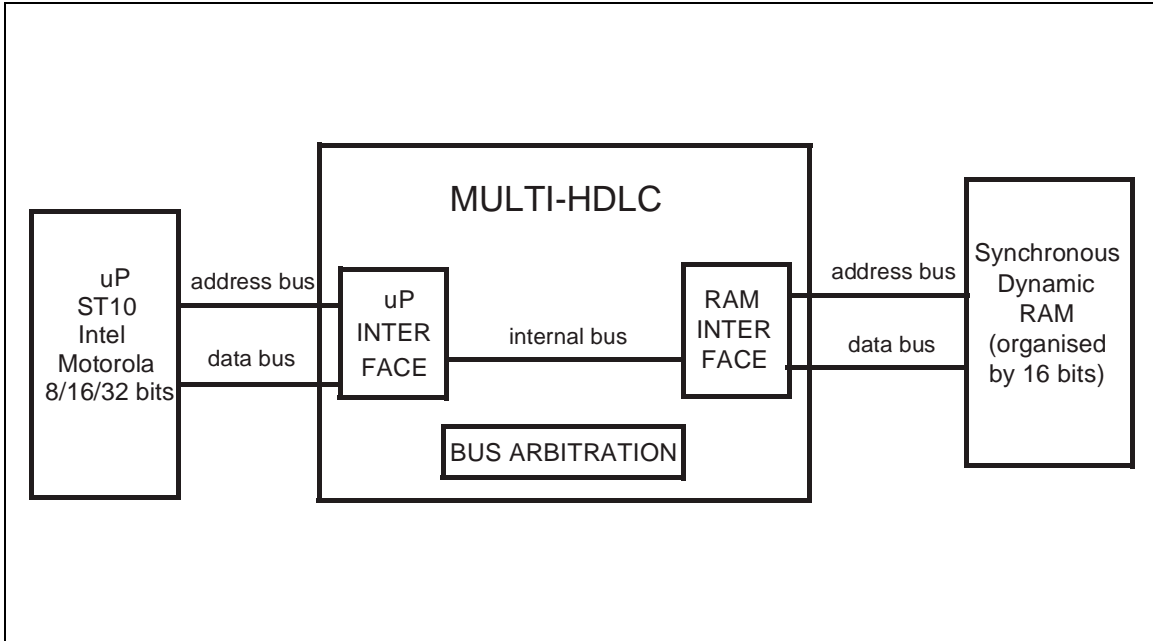 MULTI-HDLC
uP
ST10
Intel
Motorola
8/16/32 bits
address bus
data bus
uP
INTER
FACE
internal bus
RAM
INTER
FACE
BUS ARBITRATION
address bus
data bus
Synchronous
Dynamic
RAM
(organised
by 16 bits)